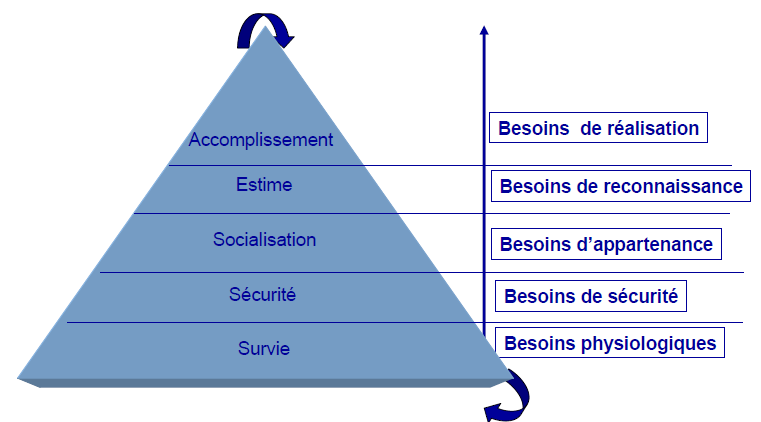 Accomplissement
Besoins de réalisation
Estime
Besoins de reconnaissance
Socialisation
Besoins d’appartenance
Sécurité
Besoins de sécurité
Survie
Besoins physiologiques